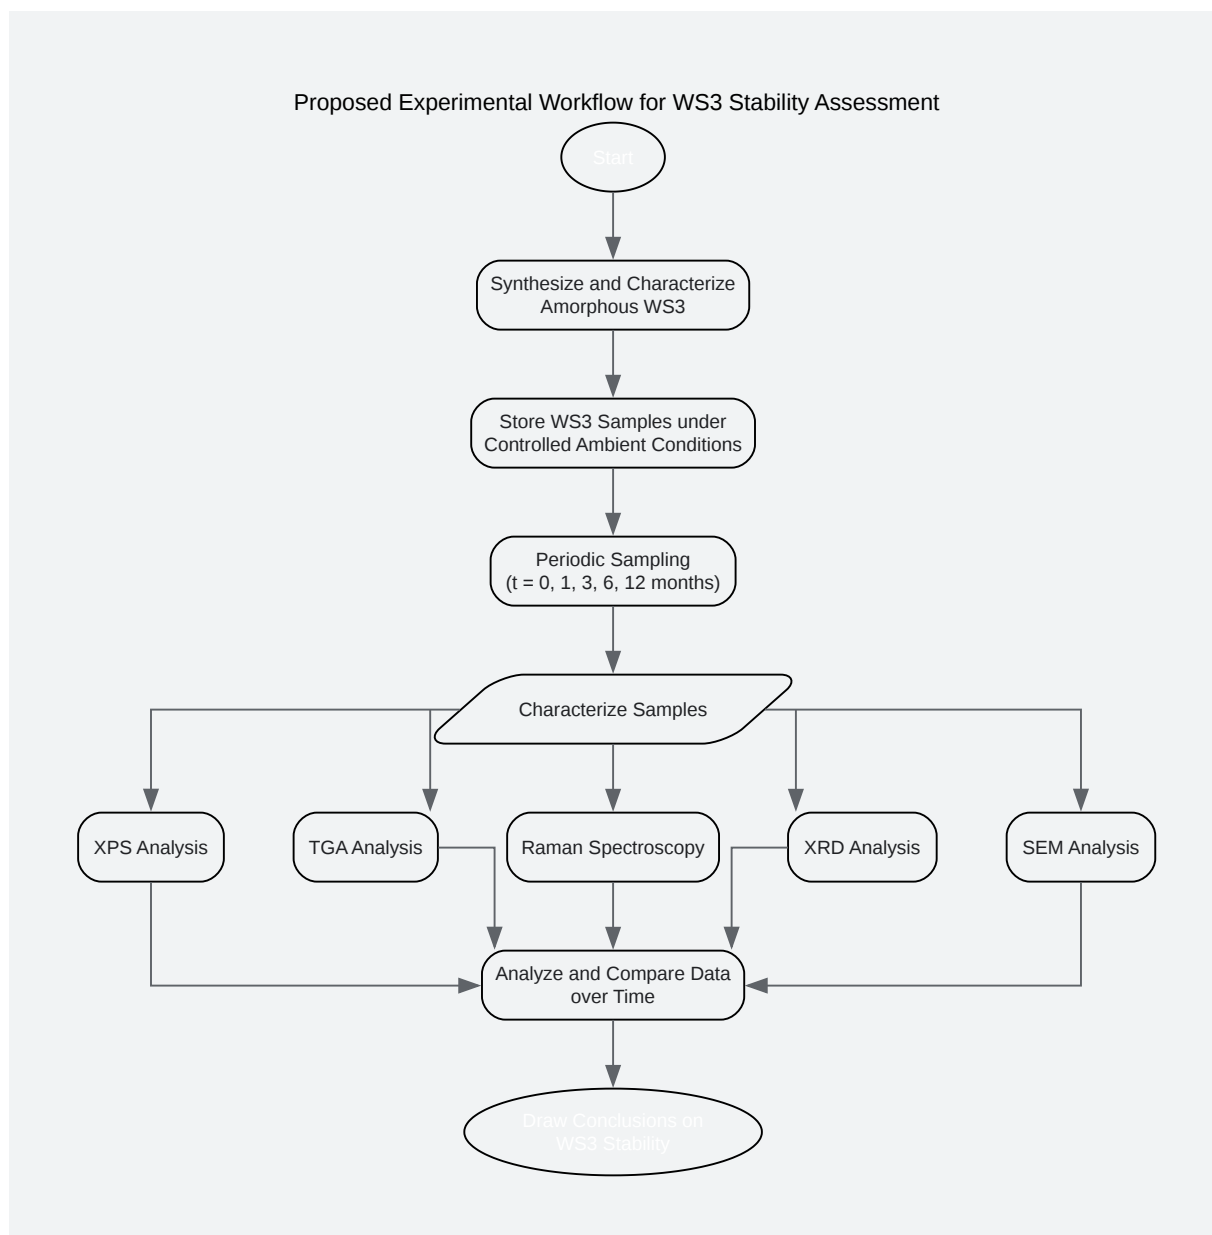 Proposed Experimental Workflow for WS3 Stability Assessment
Start
Synthesize and Characterize
Amorphous WS3
Store WS3 Samples under
Controlled Ambient Conditions
Periodic Sampling
(t = 0, 1, 3, 6, 12 months)
Characterize Samples
XPS Analysis
TGA Analysis
Raman Spectroscopy
XRD Analysis
SEM Analysis
Analyze and Compare Data
over Time
Draw Conclusions on
WS3 Stability